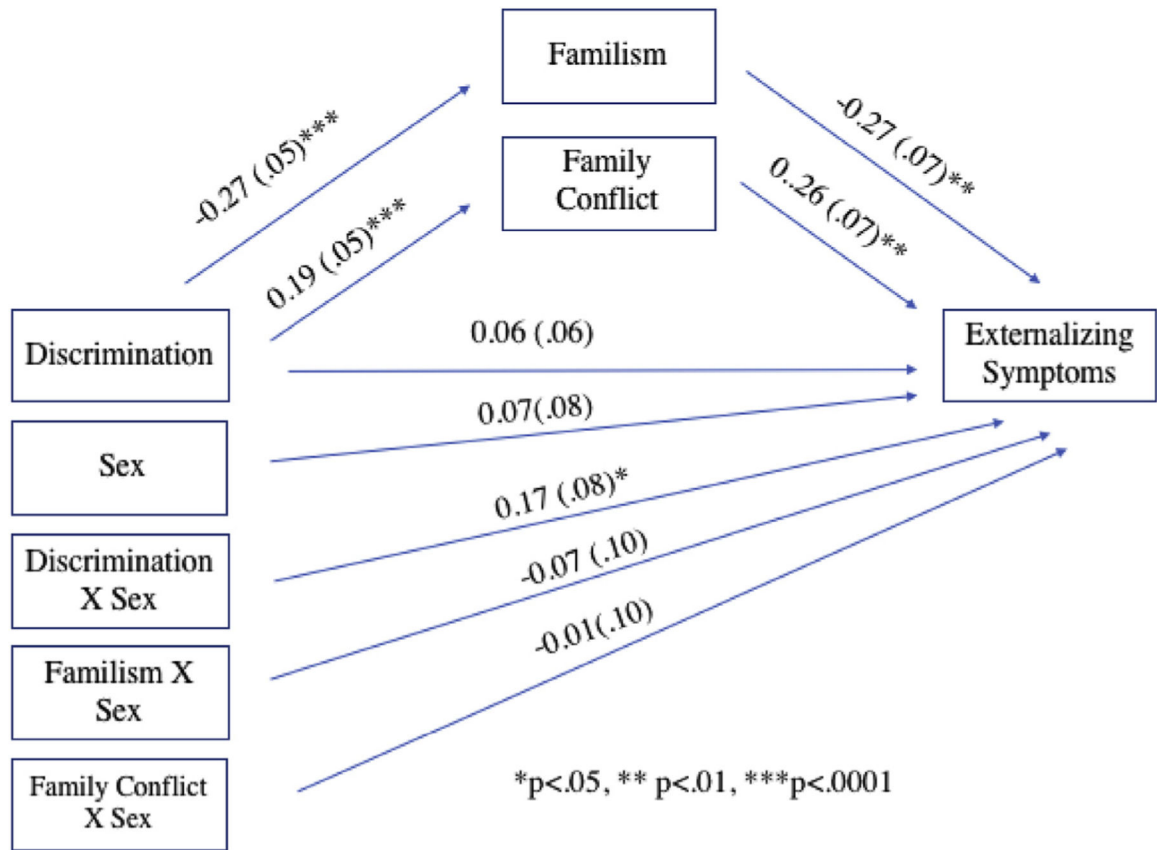 Familism
Family
Conflict
-0.27 (.05)***
0.19 (.05)***
-0.27 (.07)**
0..26 (.07)**
Discrimination
0.06 (.06)
Externalizing
Symptoms
Sex
0.07(.08)
Discrimination
X Sex
0.17 (.08)*
Familism X
Sex
-0.07 (.10)
Family Conflict
X Sex
-0.01(.10)
*p<.05, ** p<.01, ***p<.0001